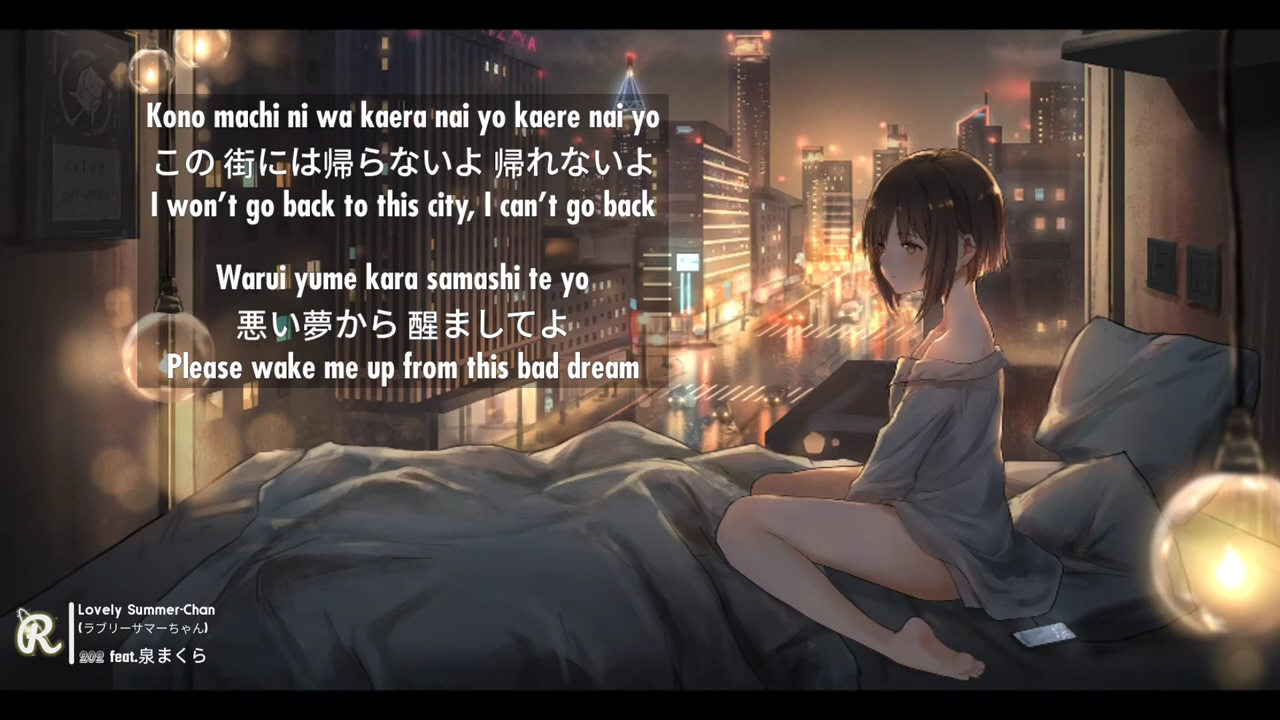 Kono machi ni wa kaera nai yo kaere nai yo
この 街には帰らないよ 帰れないよ
I won't go back to this city, I can't go back
Warui yume kara samashi te yo
悪い夢から 醒ましてよ
Please wake me up from this bad dream
R
Lovely Summer-Chan
(ラブリーサマーちゃん)
202 feat.泉まくら